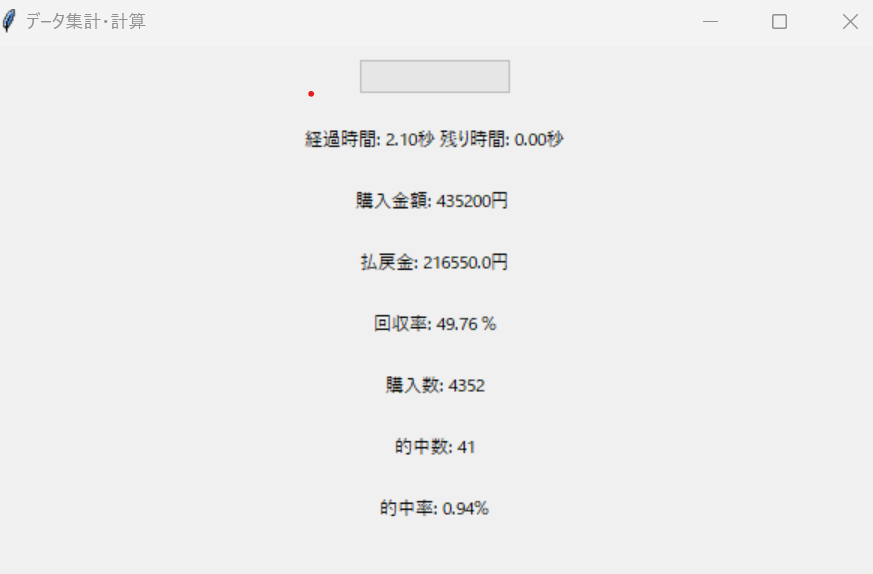 データ集計・計算
経過時間: 2.10秒 残り時間: 0.00秒
購入金額: 435200円
払戻金: 216550.0円
回収率: 49.76 %
購入数: 4352
的中数: 41
的中率: 0.94%